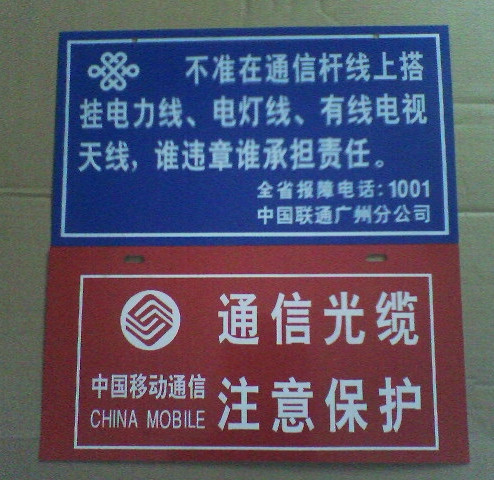 不准在通信杆线上搭
挂电力线、电灯线、有线电视
天线，谁违章谁承担责任。
全省报障电话:1001
中国联通广州分公司
通信光缆
中国移动通信
CHINA MOBILE
注意保护